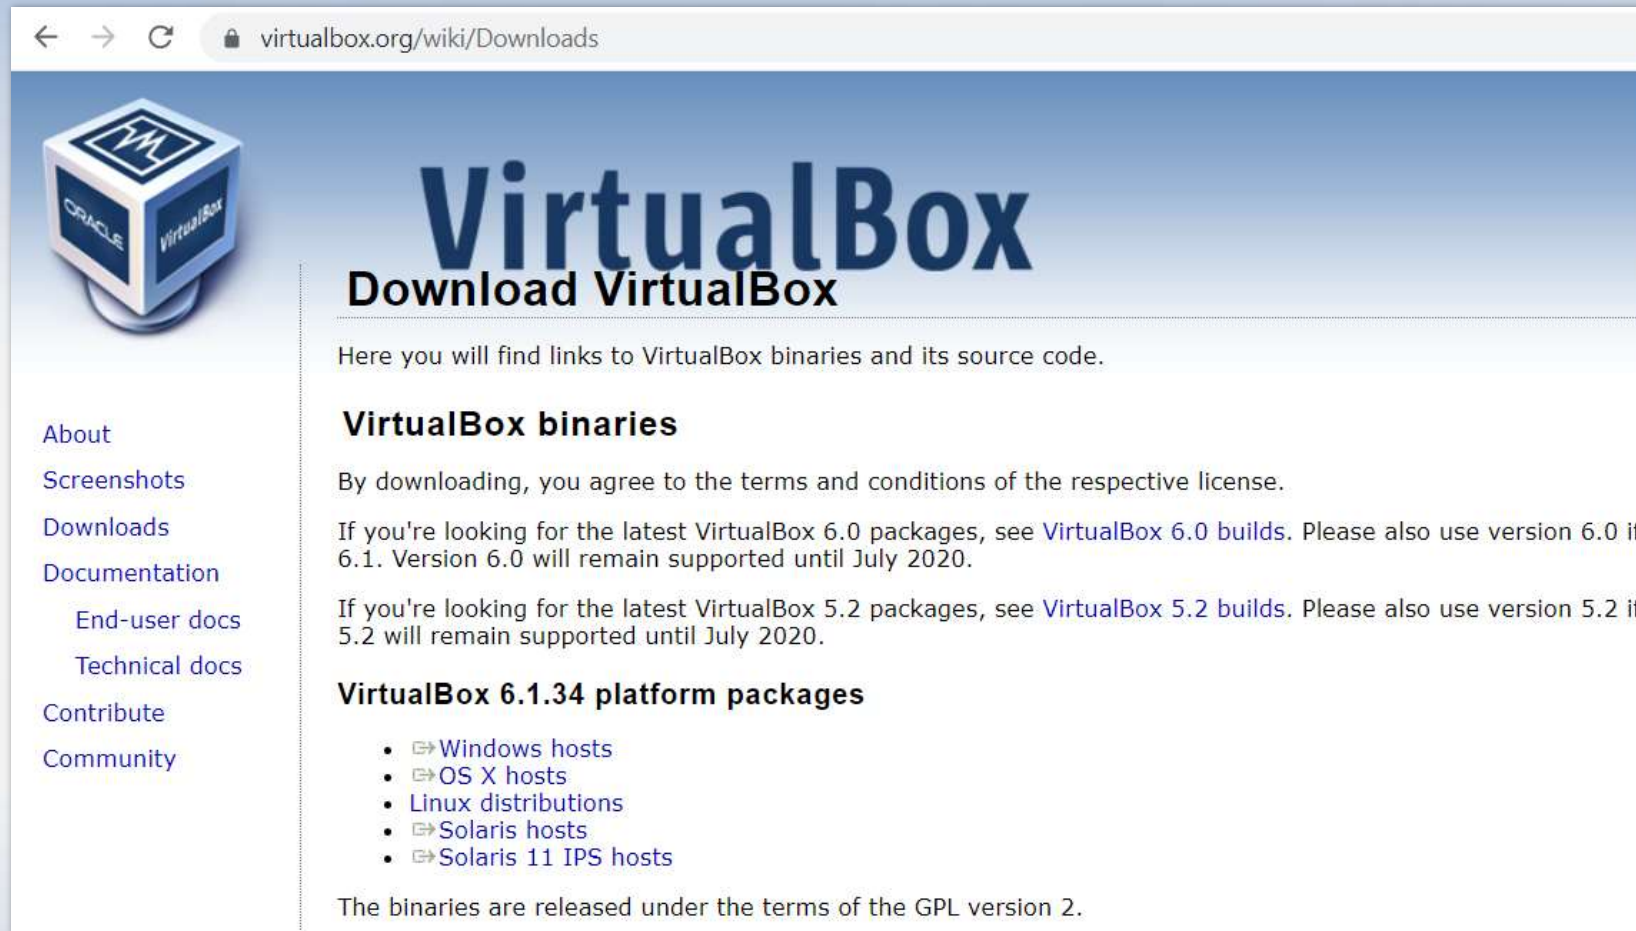 virtualbox.org/wiki/Downloads
ORACLE
VirtualBox
VirtualBox
Download VirtualBox
Here you will find links to VirtualBox binaries and its source code.
About
Screenshots
Downloads
Documentation
End-user docs
Technical docs
Contribute
Community
VirtualBox binaries
By downloading, you agree to the terms and conditions of the respective license.
If you're looking for the latest VirtualBox 6.0 packages, see VirtualBox 6.0 builds. Please also use version 6.0 if
6.1. Version 6.0 will remain supported until July 2020.
If you're looking for the latest VirtualBox 5.2 packages, see VirtualBox 5.2 builds. Please also use version 5.2 if
5.2 will remain supported until July 2020.
VirtualBox 6.1.34 platform packages
Windows hosts
OS X hosts
Linux distributions
Solaris hosts
Solaris 11 IPS hosts
The binaries are released under the terms of the GPL version 2.